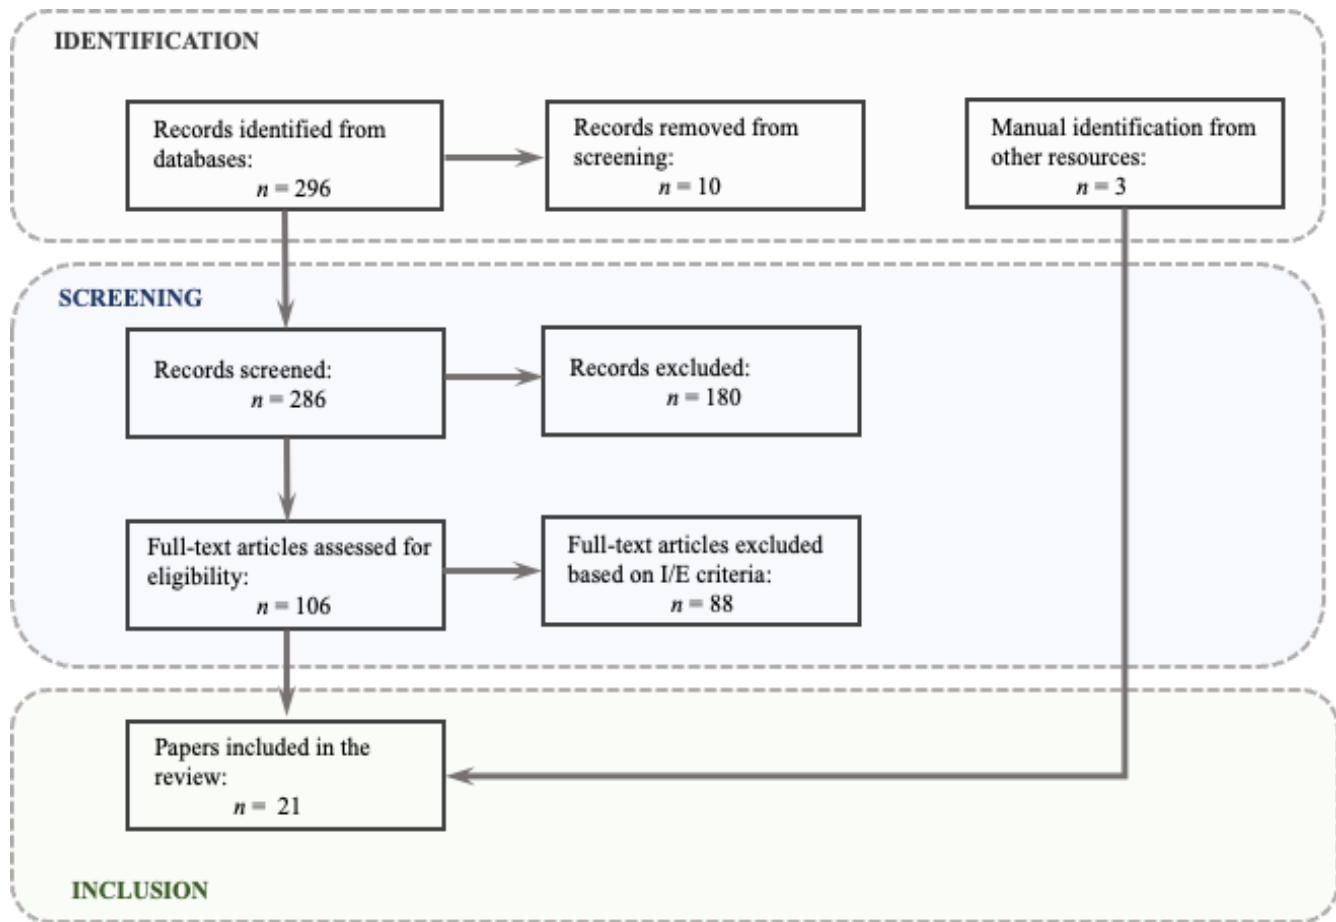 IDENTIFICATION
Records identified from
databases:
n = 296
Records removed from
screening:
n = 10
Manual identification from
other resources:
n = 3
SCREENING
Records screened:
n = 286
Records excluded:
n = 180
Full-text articles assessed for
eligibility:
n = 106
Full-text articles excluded
based on I/E criteria:
n = 88
Papers included in the
review:
n = 21
INCLUSION